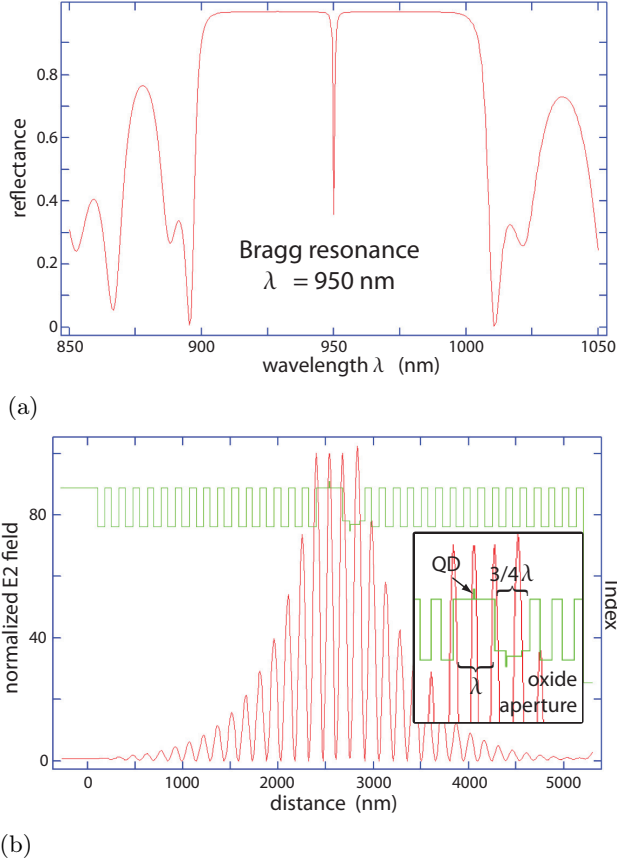 0.8
0.6
0.4
0.2
0
reflectance
Bragg resonance
λ = 950 nm
850 900 950 1000 1050
wavelength λ (nm)
(a)
80
40
0
normalized E2 field
Index
QD
3/4 λ
λ
oxide
aperture
0 1000 2000 3000 4000 5000
distance (nm)
(b)